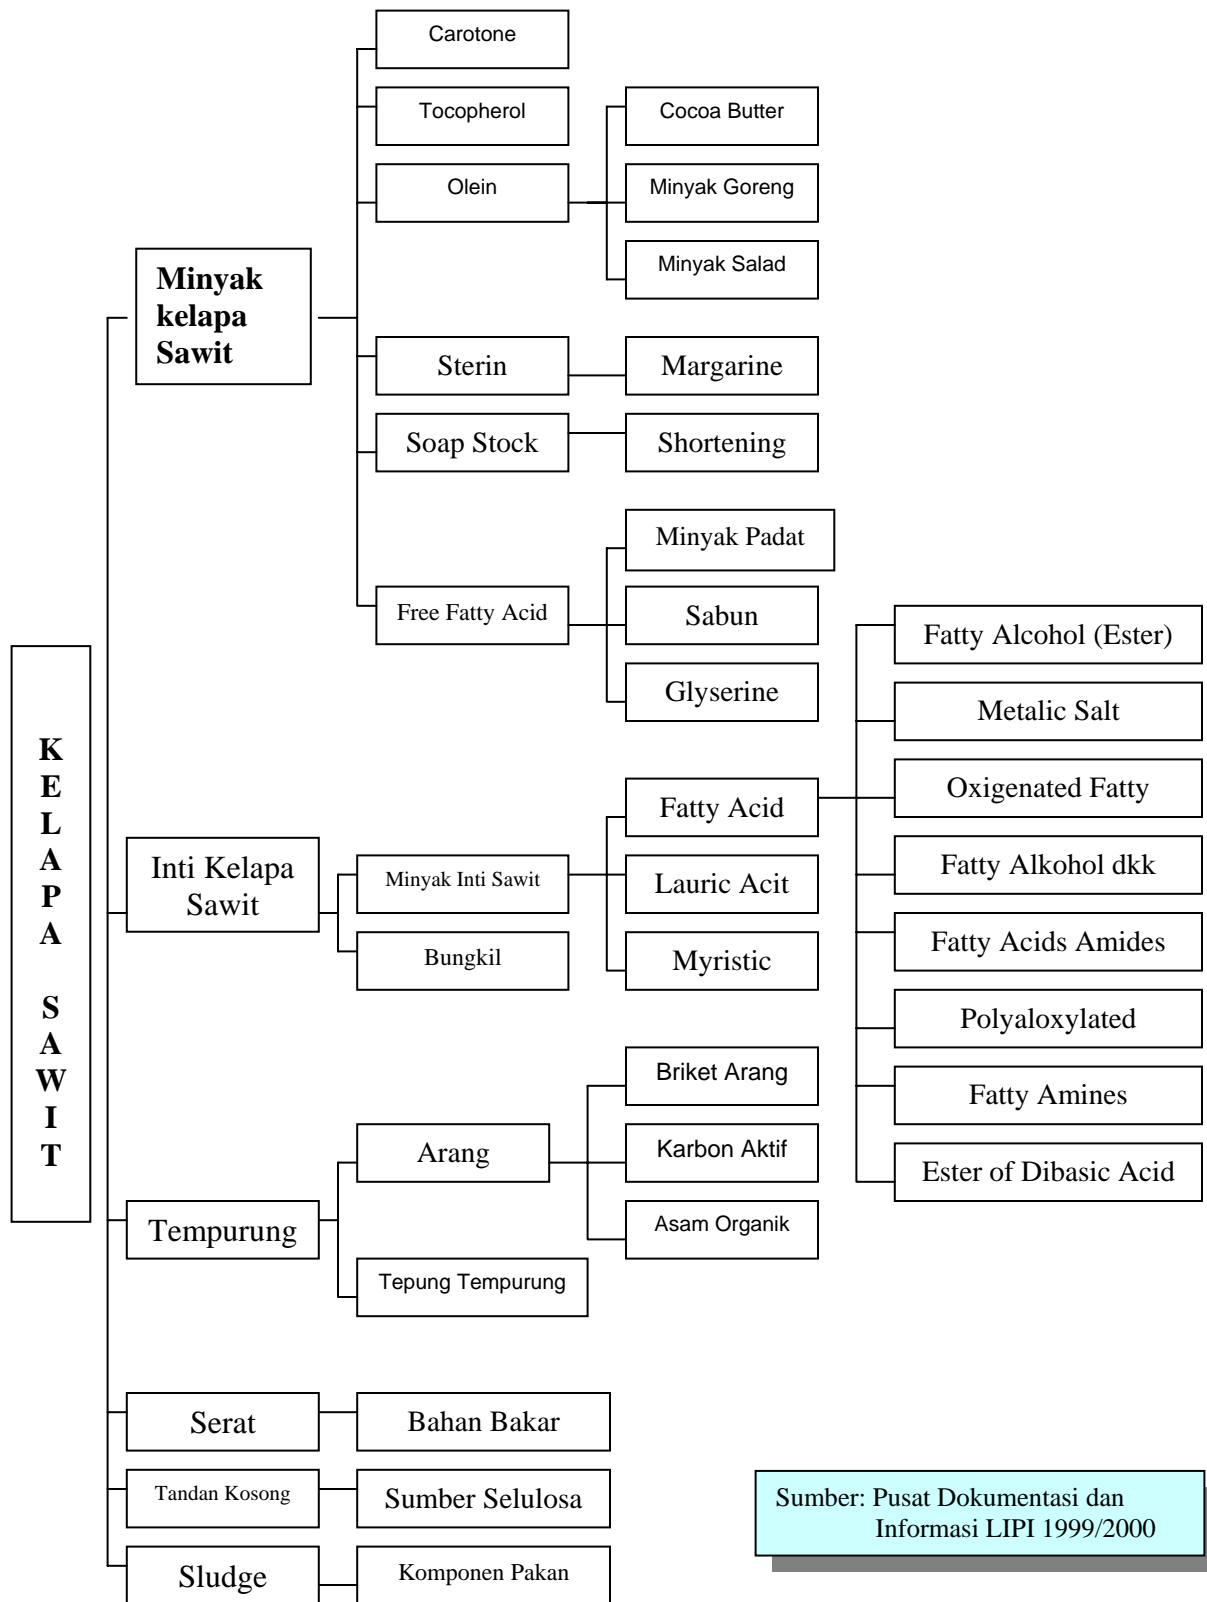 Carotone
Tocopherol
Olein
Cocoa Butter
Minyak Goreng
Minyak Salad
Minyak
kelapa
Sawit
Sterin
Margarine
Soap Stock
Shortening
Free Fatty Acid
Minyak Padat
Sabun
Glyserine
K
E
L
A
P
A
S
A
W
I
T
Inti Kelapa
Sawit
Minyak Inti Sawit
Bungkil
Fatty Acid
Lauric Acit
Myristic
Fatty Alcohol (Ester)
Metalic Salt
Oxigenated Fatty
Fatty Alkohol dkk
Fatty Acids Amides
Polyaloxylated
Fatty Amines
Ester of Dibasic Acid
Tempurung
Arang
Tepung Tempurung
Briket Arang
Karbon Aktif
Asam Organik
Serat
Bahan Bakar
Tandan Kosong
Sumber Selulosa
Sludge
Komponen Pakan
Sumber: Pusat Dokumentasi dan
Informasi LIPI 1999/2000